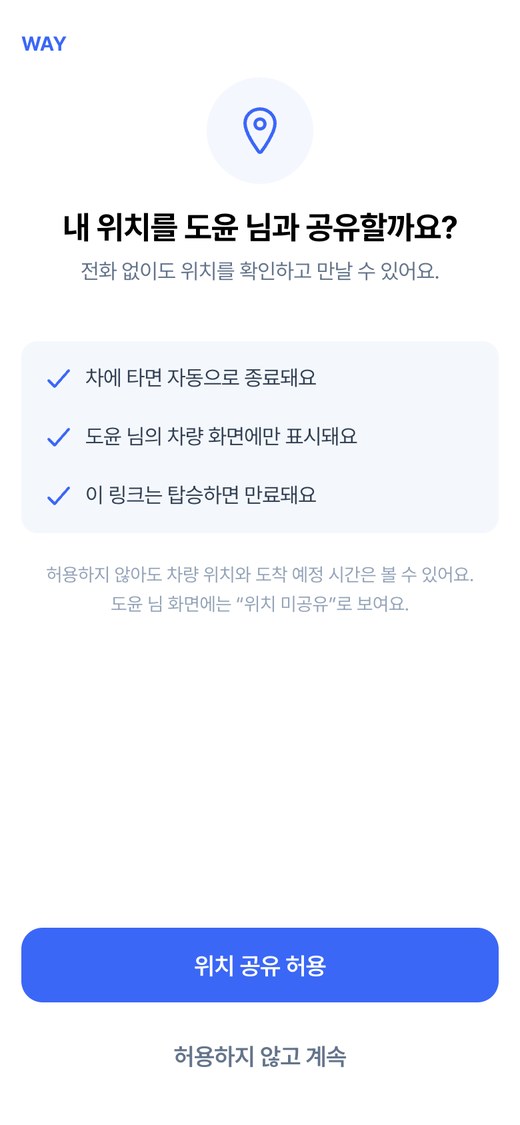 WAY
내 위치를 도윤 님과 공유할까요?
전화 없이도 위치를 확인하고 만날 수 있어요.
차에 타면 자동으로 종료돼요
도윤 님의 차량 화면에만 표시돼요
이 링크는 탑승하면 만료돼요
허용하지 않아도 차량 위치와 도착 예정 시간은 볼 수 있어요.
도윤 님 화면에는 “위치 미공유”로 보여요.
위치 공유 허용
허용하지 않고 계속